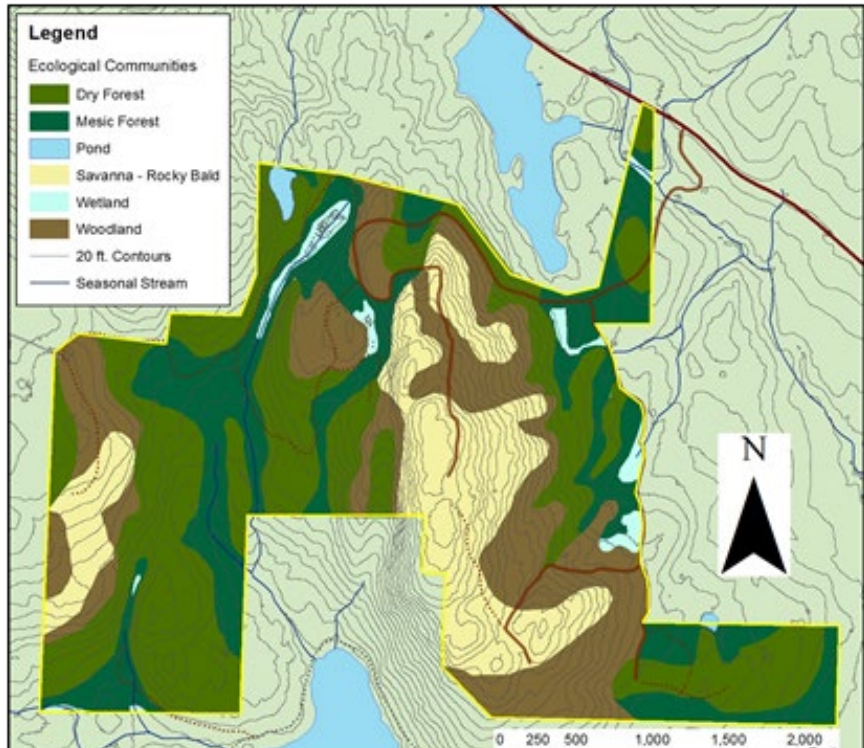 Legend
Ecological Communities
Dry Forest
Mesic Forest
Pond
Savanna - Rocky Bald
Wetland
Woodland
20 ft. Contours
Seasonal Stream
N
0 250 500 1,000 1,500 2,000